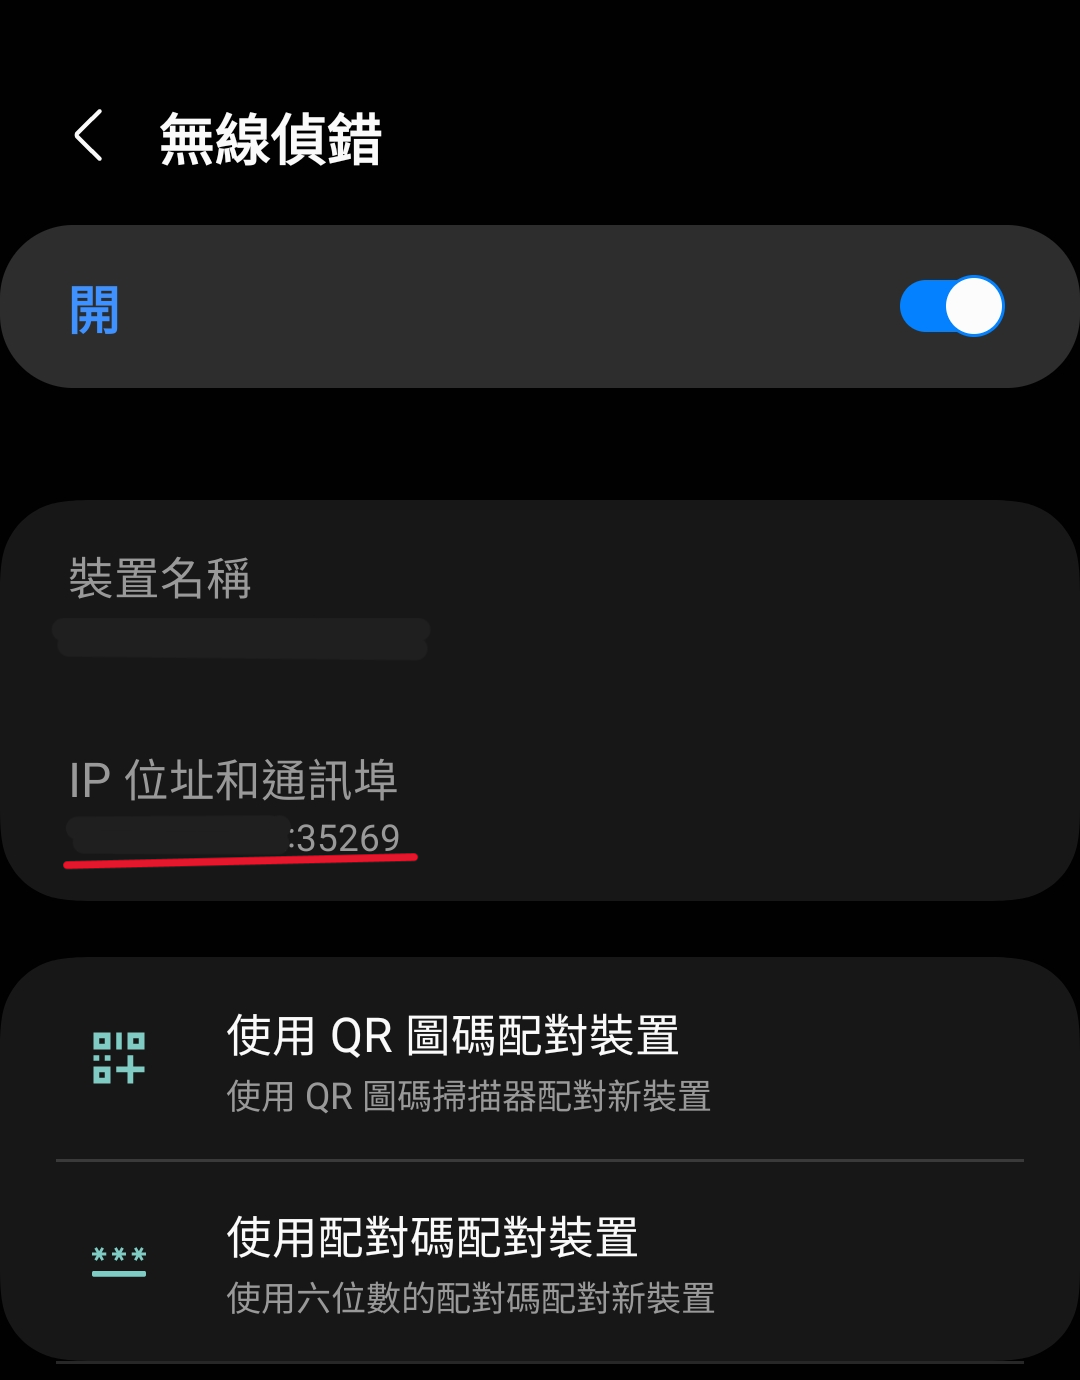 無線偵錯
開
裝置名稱
IP 位址和通訊埠
:35269
使用 QR 圖碼配對裝置
使用 QR 圖碼掃描器配對新裝置
***
使用配對碼配對裝置
使用六位數的配對碼配對新裝置